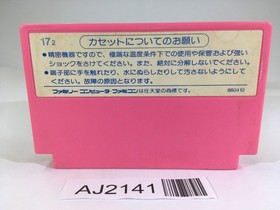 17₂
カセットについてのお願い
●精密機器ですので、極端な温度条件下での使用や保管および強い
ショックをさけてください。また、絶対に分解しないでください。
●端子部に手を触れたり、水にぬらしたりして汚さないようにして
ください。故障の原因となります。
ファミリーコンピュータ・ファミコンは任天堂の商標です。
860410
AJ2141